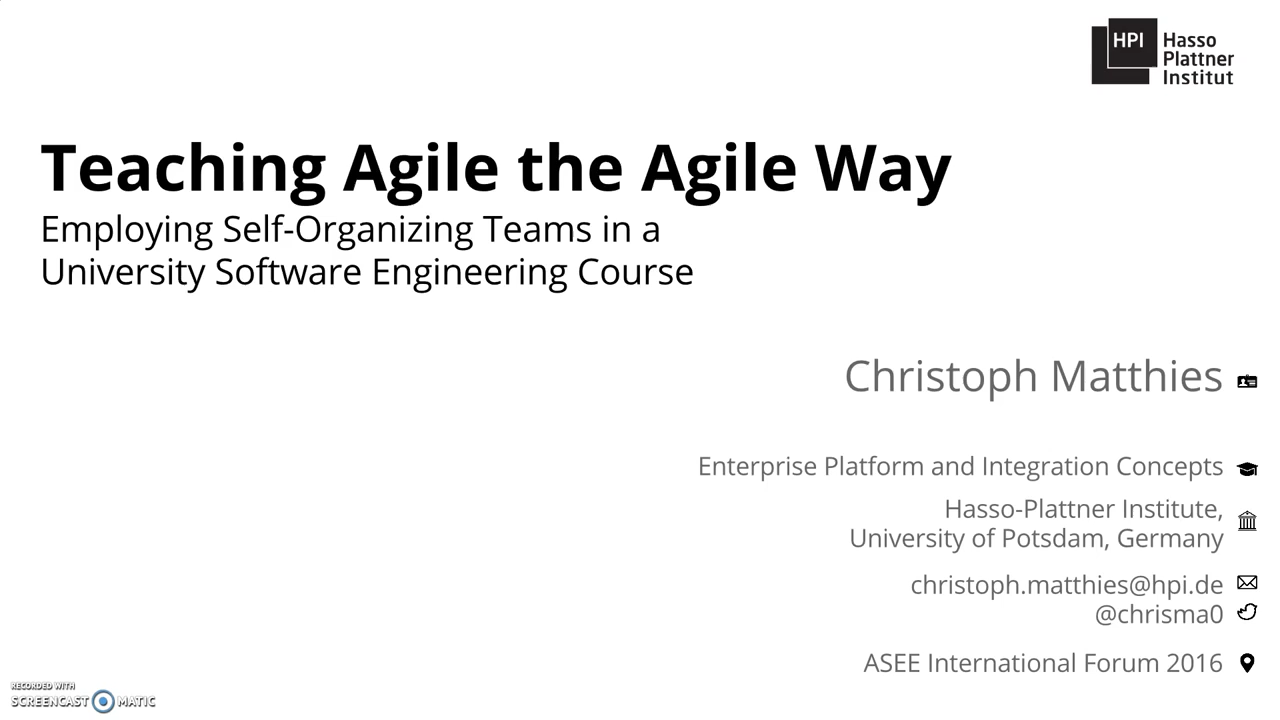 HPI Hasso
Plattner
Institut
Teaching Agile the Agile Way
Employing Self-Organizing Teams in a
University Software Engineering Course
Christoph Matthies
Enterprise Platform and Integration Concepts
Hasso-Plattner Institute,
University of Potsdam, Germany
christoph.matthies@hpi.de
@chrisma0
ASEE International Forum 2016
RECORDED WITH
SCREENCAST MATIC